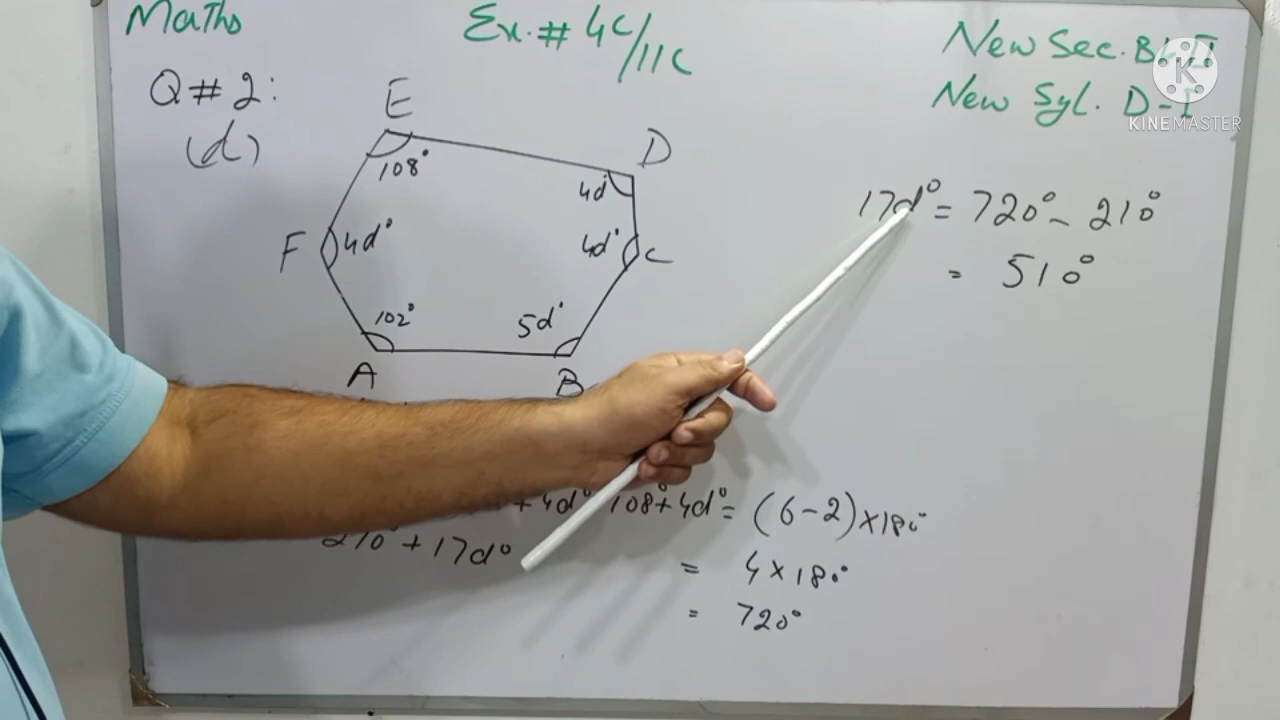 Maths
Ex. # 4C/11C
New Sec. Bk
New Syl. D-I
KINEMASTER
Q # 2:
(d)
E
108°
D
4d°
F
4d°
4d°
C
102°
5d°
A
B
17d° = 720° - 210°
= 510°
+ 4d° 108° + 4d° = (6-2) × 180°
210° + 17d°
= 4 × 180°
= 720°